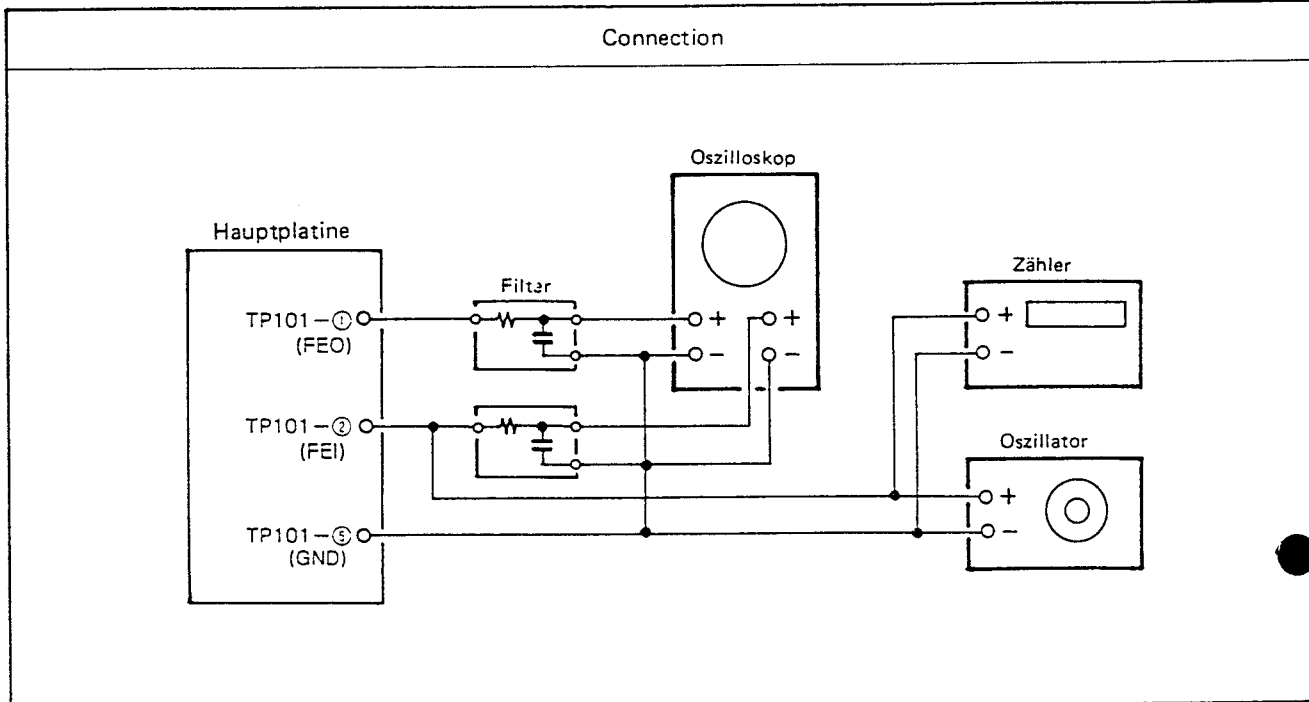 Connection
Oszilloskop
Hauptplatine
Zähler
Filter
TP101-①
(FEO)
+ +
- -
+
-
TP101-②
(FEI)
Oszillator
+
-
TP101-⑤
(GND)